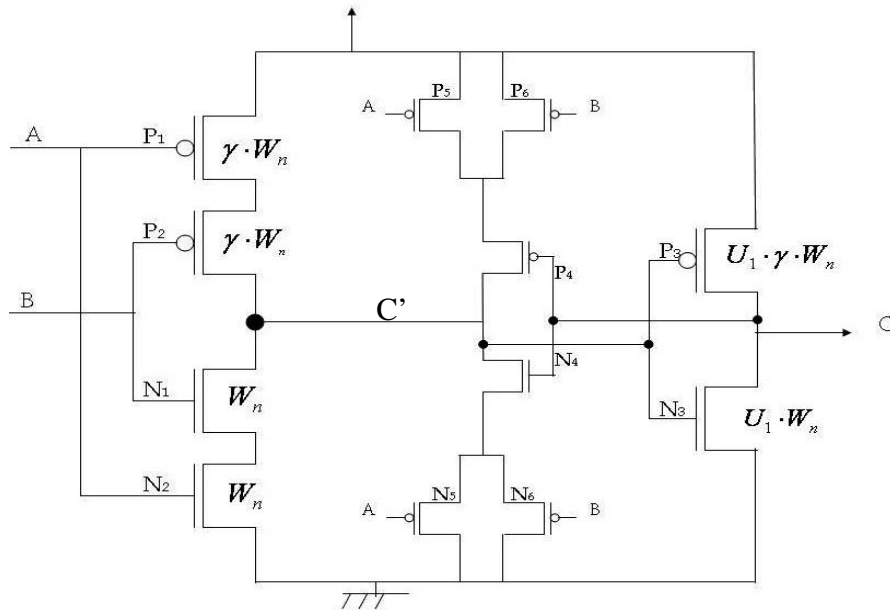 P₅ P₆
A B
A P₁ γ·Wₙ
P₂ γ·Wₙ
P₄ P₃ U₁·γ·Wₙ
B C' C
N₁ Wₙ N₄
N₃ U₁·Wₙ
N₂ Wₙ
N₅ N₆
A B